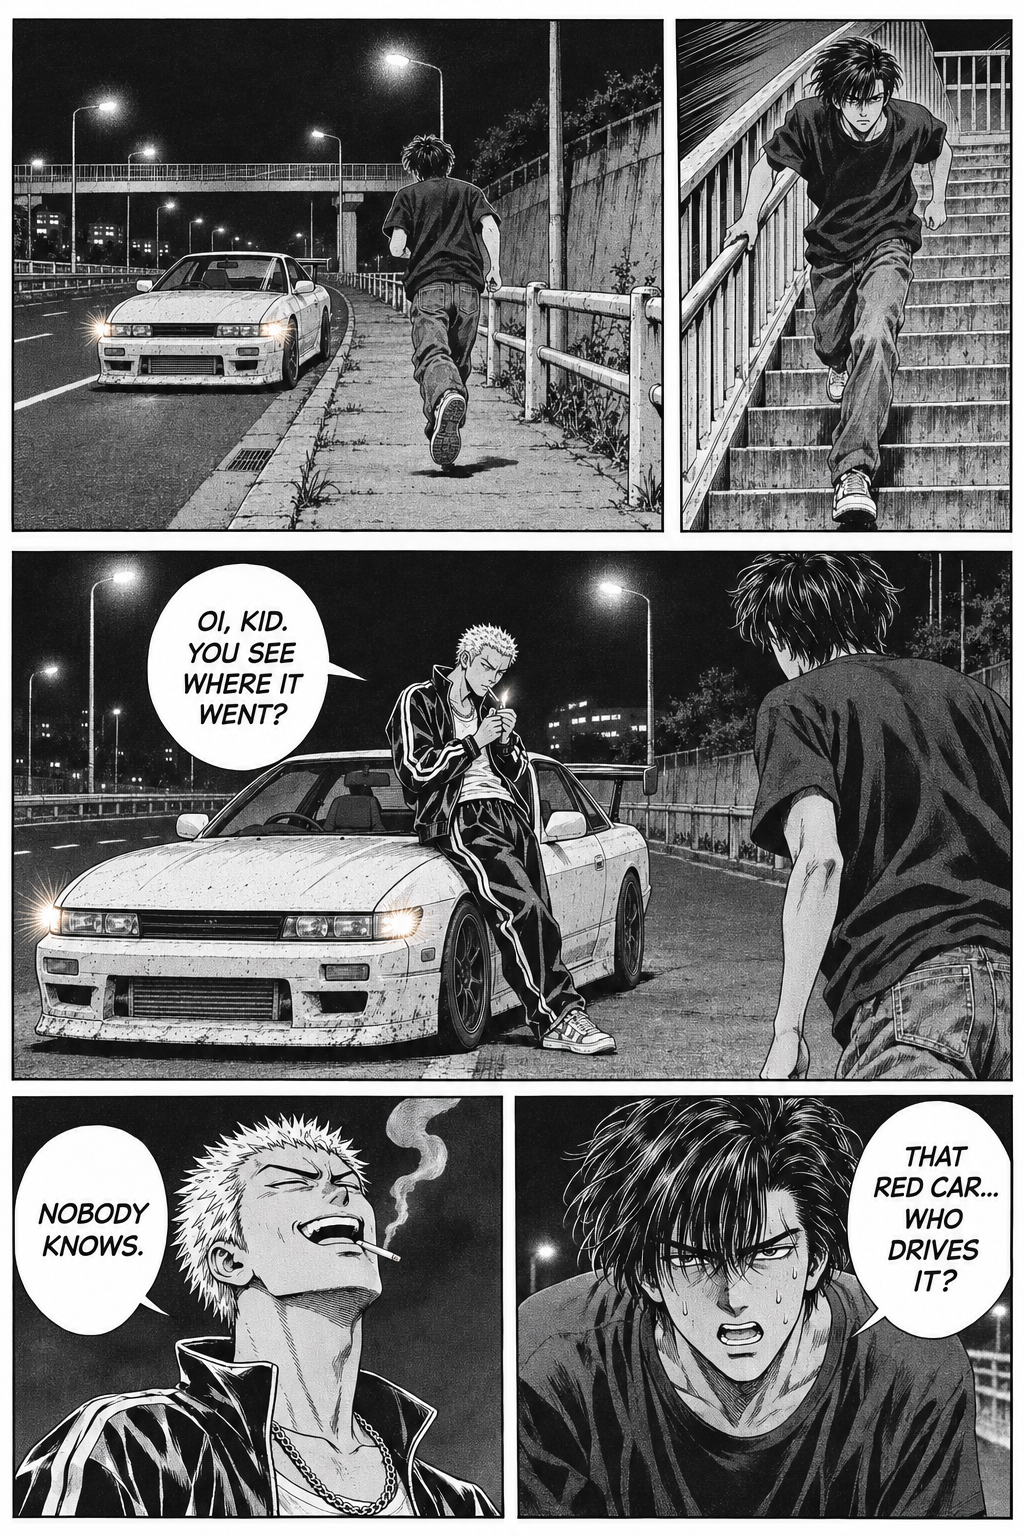 OI, KID.
YOU SEE
WHERE IT
WENT?
NOBODY
KNOWS.
THAT
RED CAR...
WHO
DRIVES
IT?